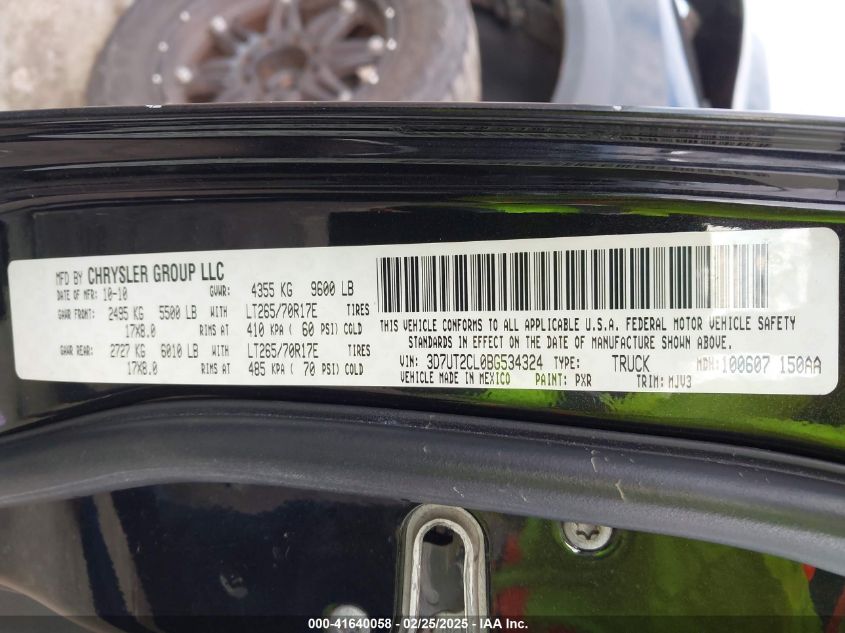 MFD BY CHRYSLER GROUP LLC
DATE OF MFR: 10-10 GVWR: 4355 KG 9600 LB
GAWR FRONT: 2495 KG 5500 LB WITH LT265/70R17E TIRES
17X8.0 RIMS AT 410 KPA ( 60 PSI) COLD
GAWR REAR: 2727 KG 6010 LB WITH LT265/70R17E TIRES
17X8.0 RIMS AT 485 KPA ( 70 PSI) COLD
THIS VEHICLE CONFORMS TO ALL APPLICABLE U.S.A. FEDERAL MOTOR VEHICLE SAFETY
STANDARDS IN EFFECT ON THE DATE OF MANUFACTURE SHOWN ABOVE.
VIN: 3D7UT2CL0BG534324 TYPE: TRUCK MDH: 100607 150AA
VEHICLE MADE IN MEXICO PAINT: PXR TRIM: MJV3
000-41640058 - 02/25/2025 - IAA Inc.